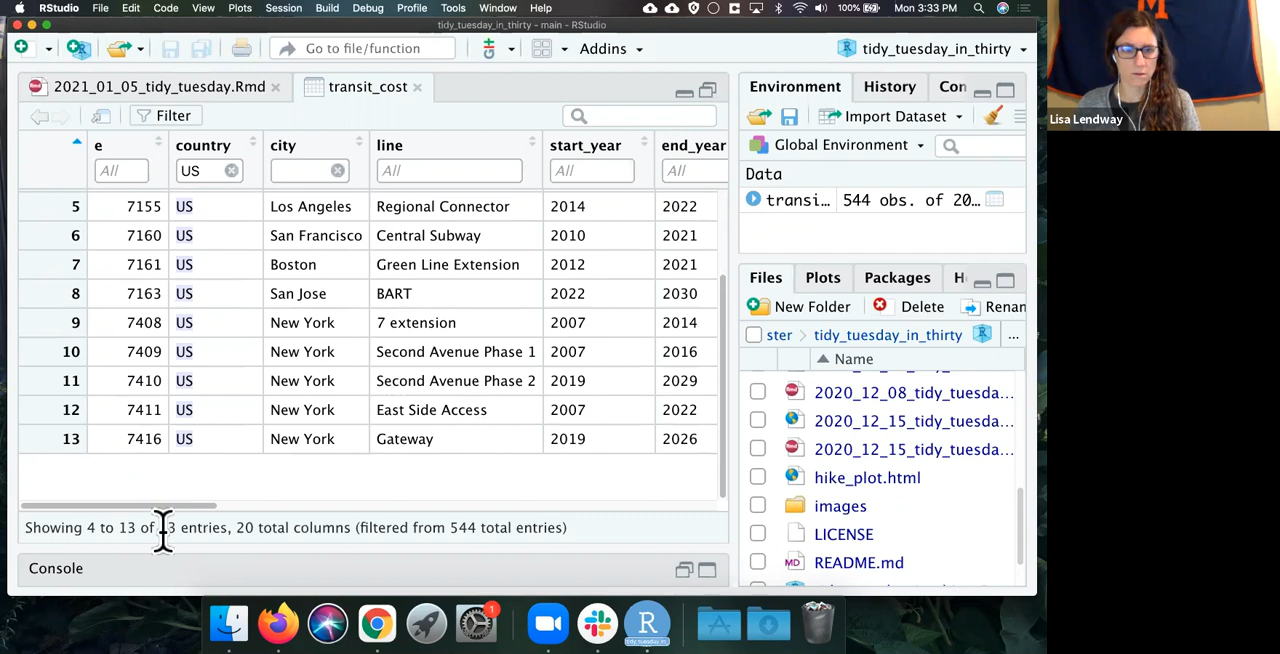 RStudio File Edit Code View Plots Session Build Debug Profile Tools Window Help 100% Mon 3:33 PM
tidy_tuesday_in_thirty - main - RStudio
Go to file/function Addins tidy_tuesday_in_thirty
2021_01_05_tidy_tuesday.Rmd transit_cost
Filter
e country city line start_year end_year
All US All All All
5 7155 US Los Angeles Regional Connector 2014 2022
6 7160 US San Francisco Central Subway 2010 2021
7 7161 US Boston Green Line Extension 2012 2021
8 7163 US San Jose BART 2022 2030
9 7408 US New York 7 extension 2007 2014
10 7409 US New York Second Avenue Phase 1 2007 2016
11 7410 US New York Second Avenue Phase 2 2019 2029
12 7411 US New York East Side Access 2007 2022
13 7416 US New York Gateway 2019 2026
Showing 4 to 13 of 13 entries, 20 total columns (filtered from 544 total entries)
Console
Environment History Con
Import Dataset
Global Environment
Data
transi... 544 obs. of 20...
Files Plots Packages H
New Folder Delete Renan
ster tidy_tuesday_in_thirty ...
Name
2020_12_08_tidy_tuesda...
2020_12_15_tidy_tuesda...
2020_12_15_tidy_tuesda...
hike_plot.html
images
LICENSE
README.md
Lisa Lendway
M
1
R
tidy_tuesday_in